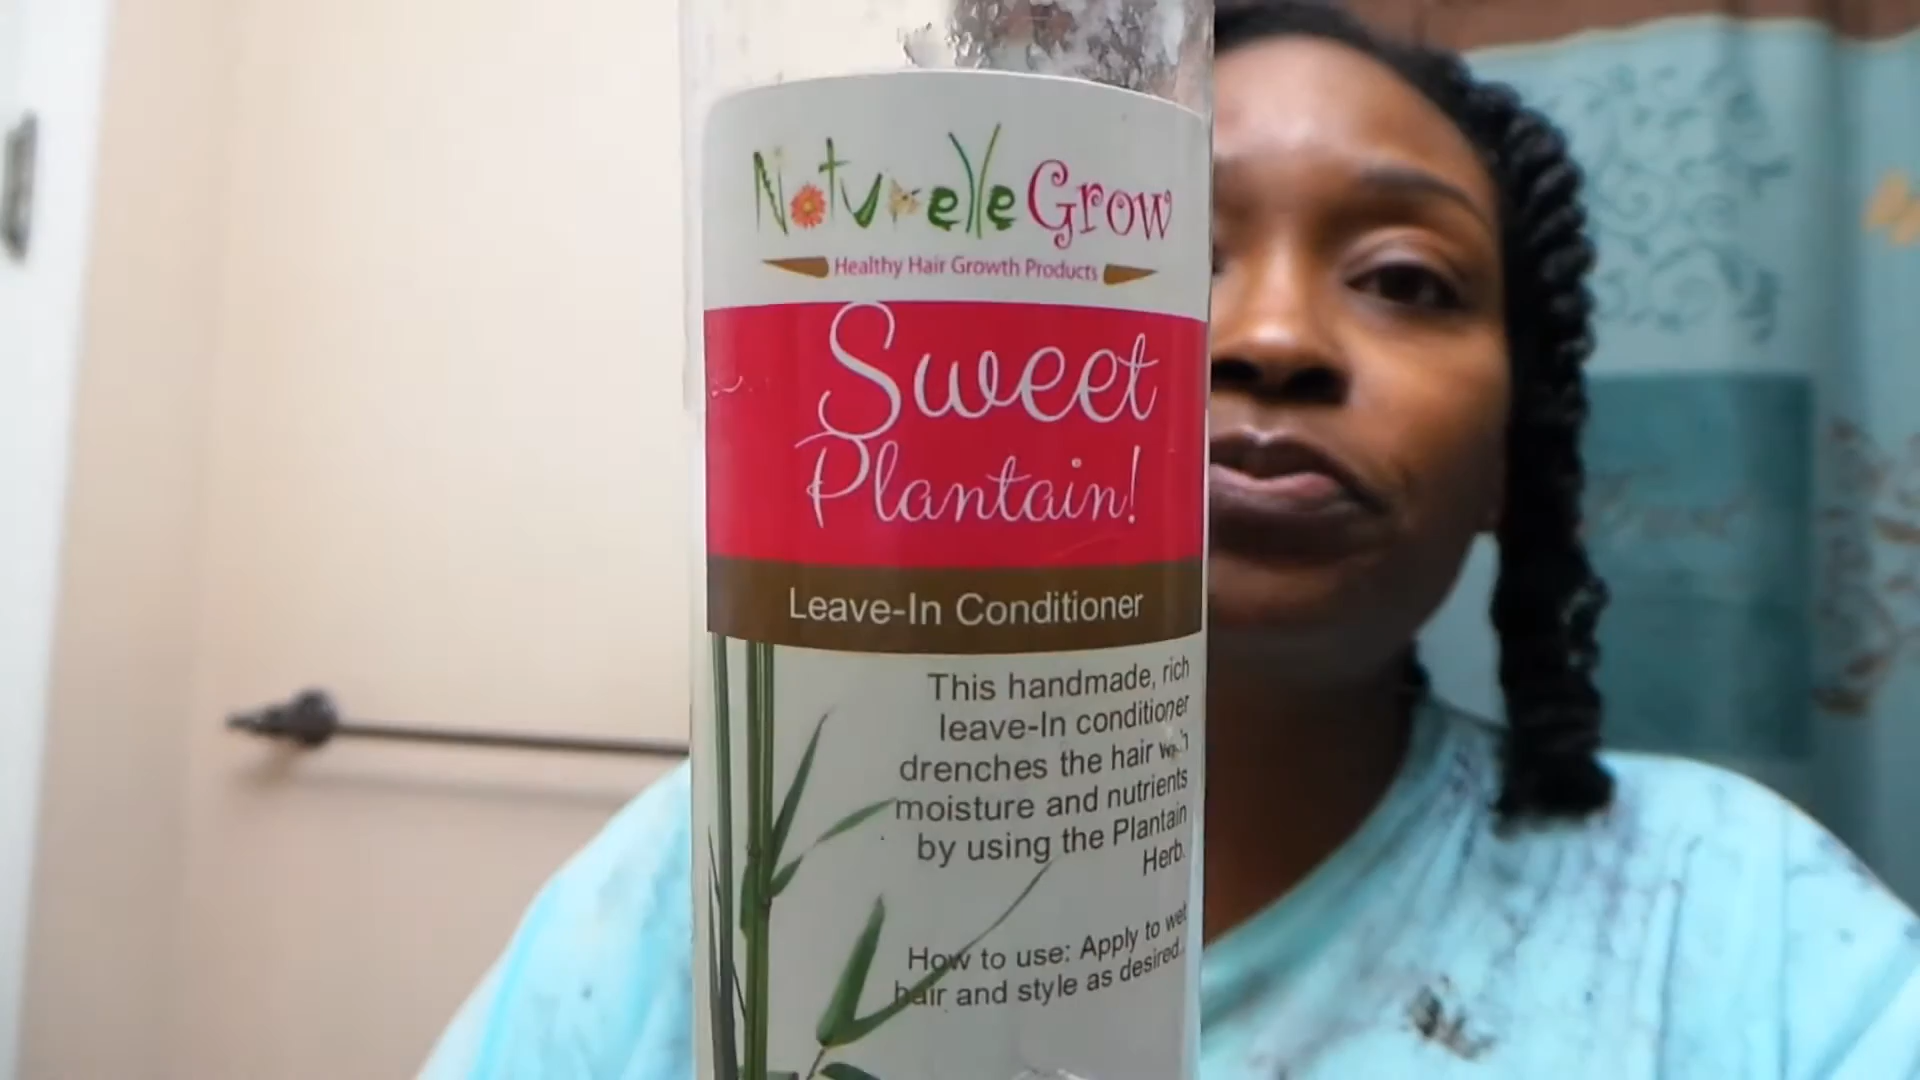 Naturelle Grow
Healthy Hair Growth Products
Sweet
Plantain!
Leave-In Conditioner
This handmade, rich
leave-In conditioner
drenches the hair
moisture and nutrients
by using the Plantain
Herb.
How to use: Apply to wet
hair and style as desired.